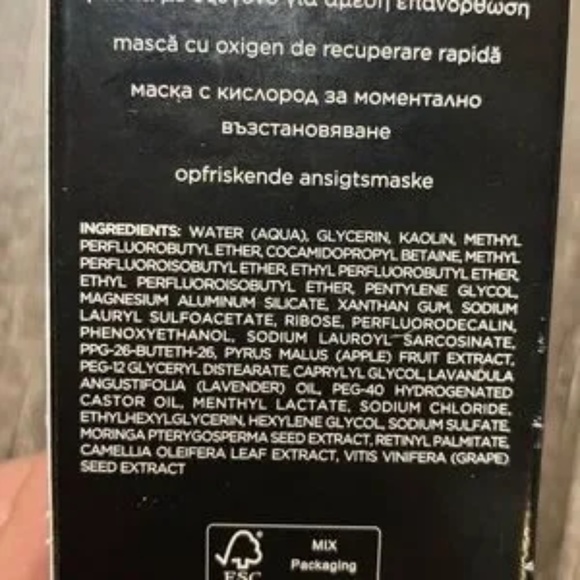 με οξυγόνο για άμεση επανόρθωση
mască cu oxigen de recuperare rapidă
маска с кислород за моментално
възстановяване
opfriskende ansigtsmaske
INGREDIENTS: WATER (AQUA), GLYCERIN, KAOLIN, METHYL
PERFLUOROBUTYL ETHER, COCAMIDOPROPYL BETAINE, METHYL
PERFLUOROISOBUTYL ETHER, ETHYL PERFLUOROBUTYL ETHER,
ETHYL PERFLUOROISOBUTYL ETHER, PENTYLENE GLYCOL,
MAGNESIUM ALUMINUM SILICATE, XANTHAN GUM, SODIUM
LAURYL SULFOACETATE, RIBOSE, PERFLUORODECALIN,
PHENOXYETHANOL, SODIUM LAUROYL SARCOSINATE,
PPG-26-BUTETH-26, PYRUS MALUS (APPLE) FRUIT EXTRACT,
PEG-12 GLYCERYL DISTEARATE, CAPRYLYL GLYCOL, LAVANDULA
ANGUSTIFOLIA (LAVENDER) OIL, PEG-40 HYDROGENATED
CASTOR OIL, MENTHYL LACTATE, SODIUM CHLORIDE,
ETHYLHEXYLGLYCERIN, HEXYLENE GLYCOL, SODIUM SULFATE,
MORINGA PTERYGOSPERMA SEED EXTRACT, RETINYL PALMITATE,
CAMELLIA OLEIFERA LEAF EXTRACT, VITIS VINIFERA (GRAPE)
SEED EXTRACT
MIX
Packaging
FSC